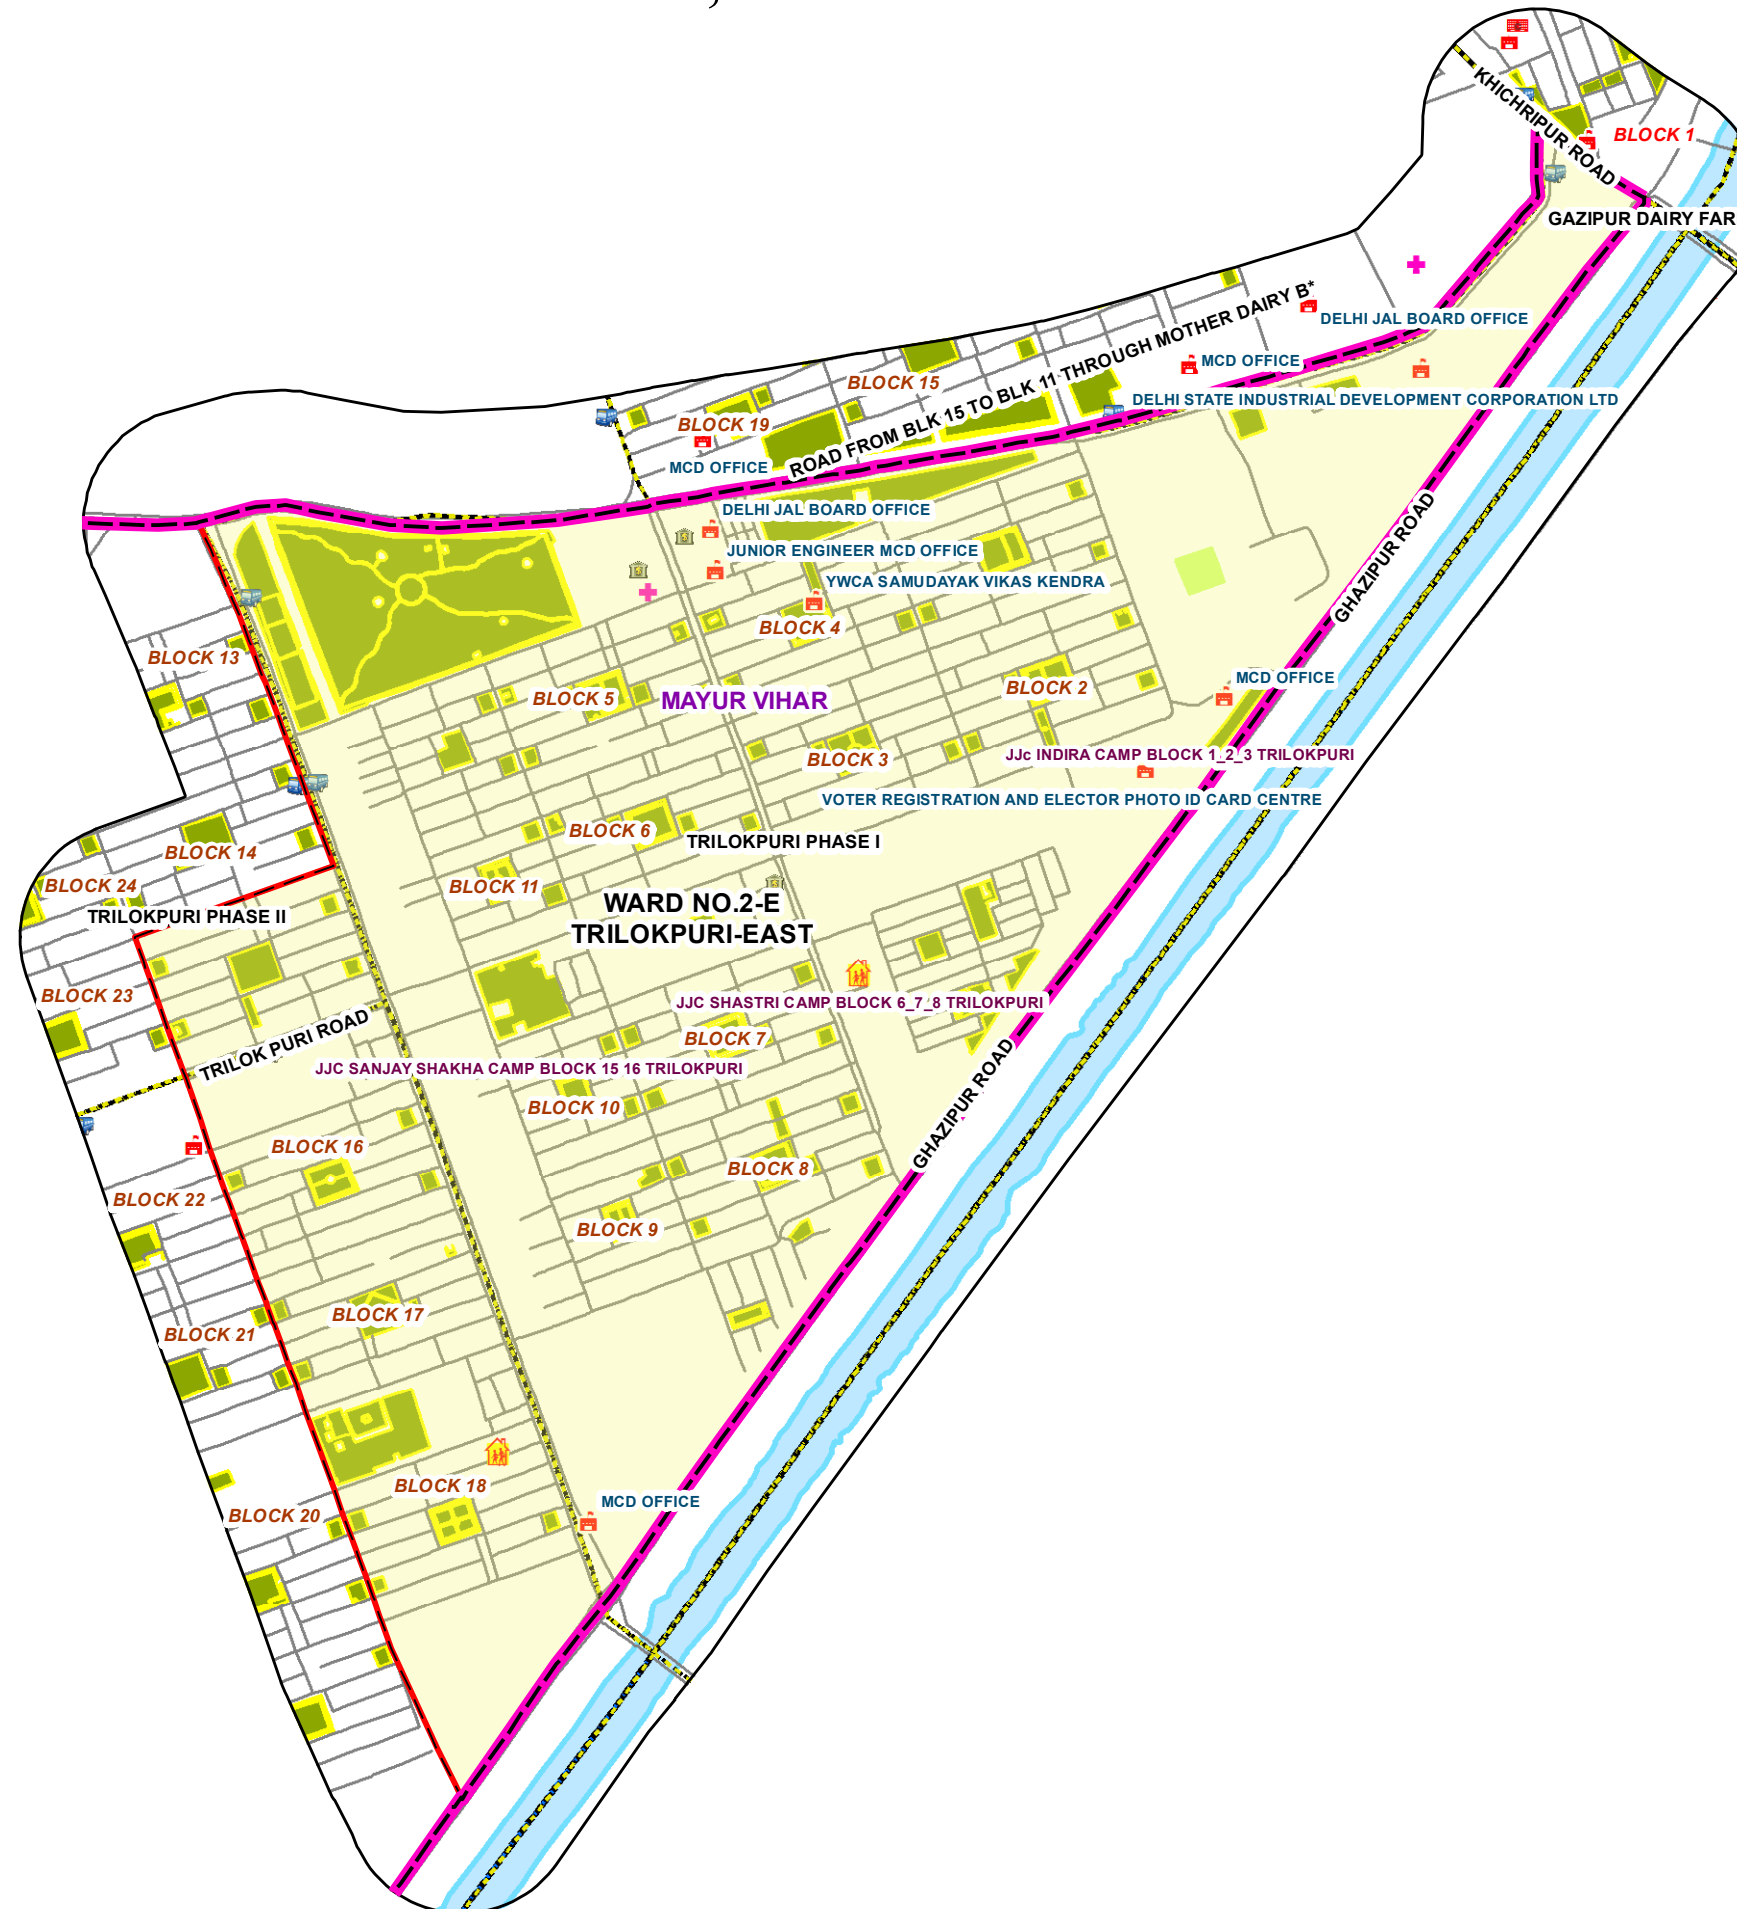 KHICHRIPUR ROAD
BLOCK 1
GAZIPUR DAIRY FAR
DELHI JAL BOARD OFFICE
ROAD FROM BLK 15 TO BLK 11 THROUGH MOTHER DAIRY B*
MCD OFFICE
BLOCK 15
DELHI STATE INDUSTRIAL DEVELOPMENT CORPORATION LTD
BLOCK 19
MCD OFFICE
DELHI JAL BOARD OFFICE
JUNIOR ENGINEER MCD OFFICE
GHAZIPUR ROAD
YWCA SAMUDAYAK VIKAS KENDRA
BLOCK 4
BLOCK 13
MCD OFFICE
BLOCK 2
BLOCK 5
MAYUR VIHAR
JJc INDIRA CAMP BLOCK 1_2_3 TRILOKPURI
BLOCK 3
VOTER REGISTRATION AND ELECTOR PHOTO ID CARD CENTRE
BLOCK 6
TRILOKPURI PHASE I
BLOCK 14
BLOCK 24
BLOCK 11
WARD NO.2-E
TRILOKPURI-EAST
TRILOKPURI PHASE II
BLOCK 23
JJC SHASTRI CAMP BLOCK 6_7_8 TRILOKPURI
TRILOK PURI ROAD
BLOCK 7
JJC SANJAY SHAKHA CAMP BLOCK 15 16 TRILOKPURI
GHAZIPUR ROAD
BLOCK 10
BLOCK 16
BLOCK 8
BLOCK 22
BLOCK 9
BLOCK 17
BLOCK 21
BLOCK 18
MCD OFFICE
BLOCK 20